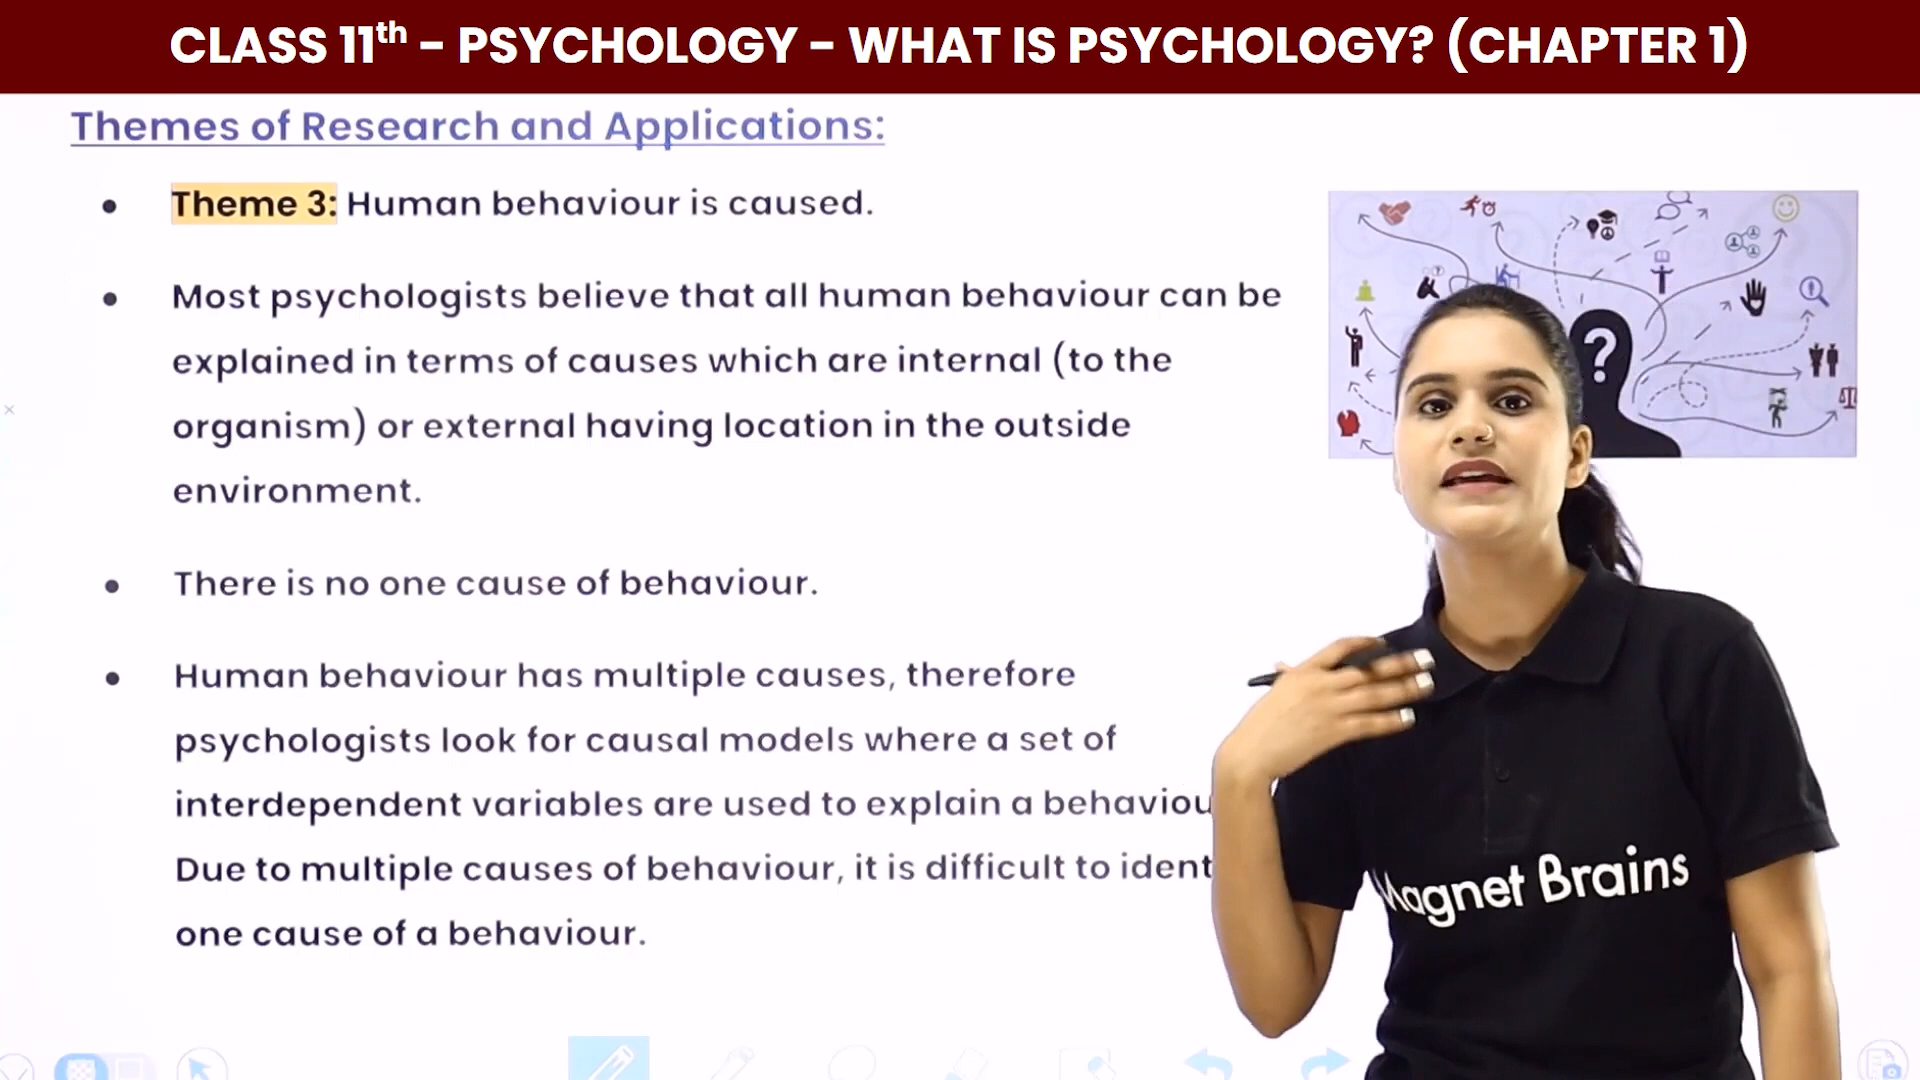 CLASS 11th - PSYCHOLOGY - WHAT IS PSYCHOLOGY? (CHAPTER 1)
Themes of Research and Applications:
• Theme 3: Human behaviour is caused.
• Most psychologists believe that all human behaviour can be
explained in terms of causes which are internal (to the
organism) or external having location in the outside
environment.
• There is no one cause of behaviour.
• Human behaviour has multiple causes, therefore
psychologists look for causal models where a set of
interdependent variables are used to explain a behaviou
Due to multiple causes of behaviour, it is difficult to ident
one cause of a behaviour.
?
Magnet Brains